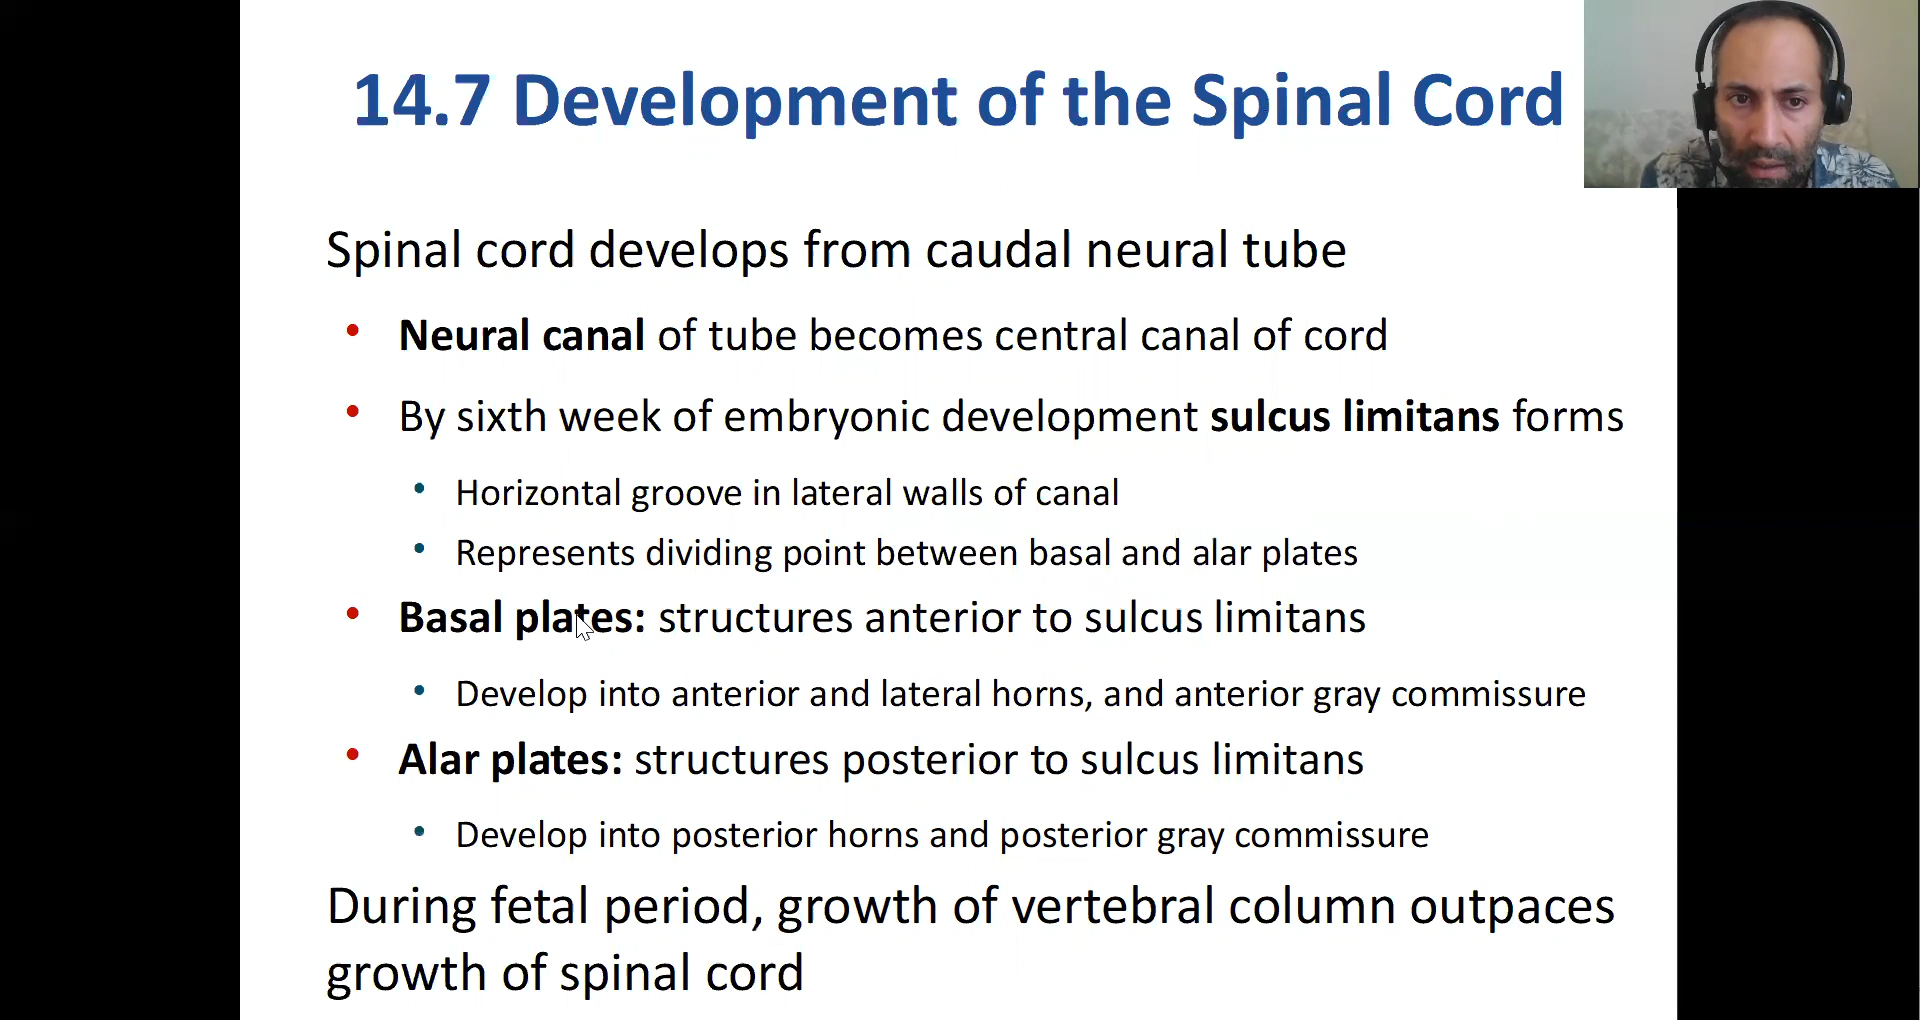 14.7 Development of the Spinal Cord
Spinal cord develops from caudal neural tube
• Neural canal of tube becomes central canal of cord
• By sixth week of embryonic development sulcus limitans forms
• Horizontal groove in lateral walls of canal
• Represents dividing point between basal and alar plates
• Basal plates: structures anterior to sulcus limitans
• Develop into anterior and lateral horns, and anterior gray commissure
• Alar plates: structures posterior to sulcus limitans
• Develop into posterior horns and posterior gray commissure
During fetal period, growth of vertebral column outpaces
growth of spinal cord